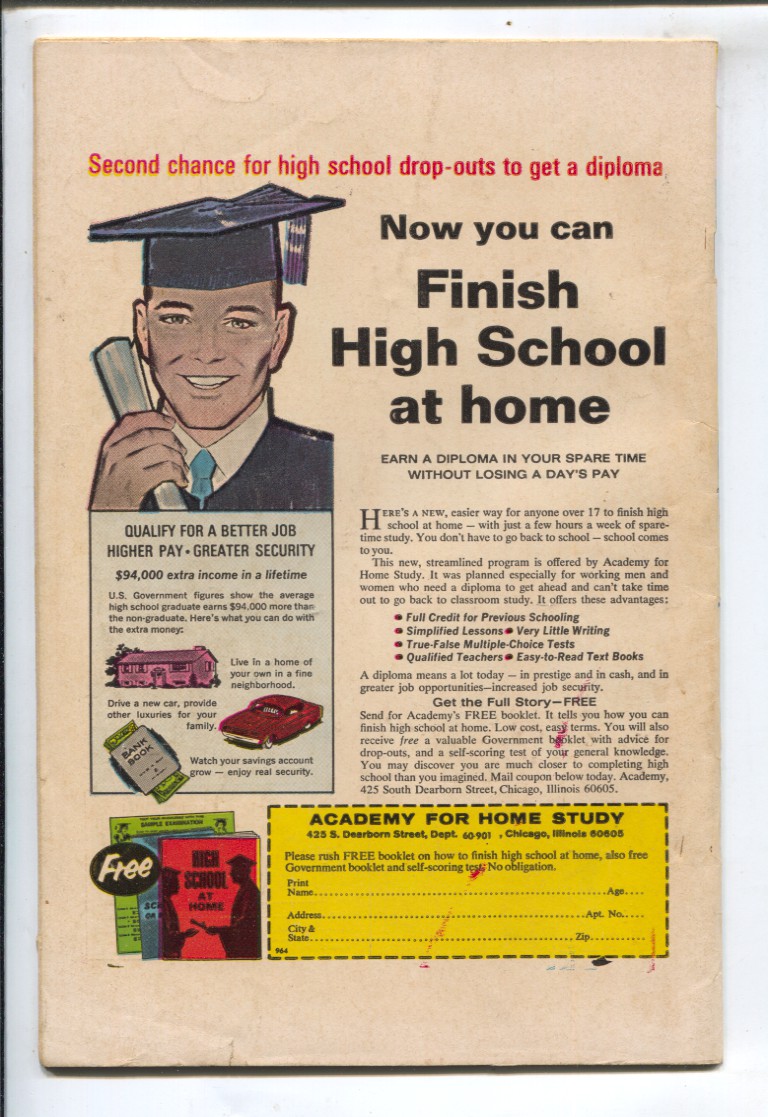 Second chance for high school drop-outs to get a diploma
Now you can
Finish
High School
at home
EARN A DIPLOMA IN YOUR SPARE TIME
WITHOUT LOSING A DAY'S PAY
HERE'S A NEW, easier way for anyone over 17 to finish high
school at home — with just a few hours a week of spare-
time study. You don't have to go back to school — school comes
to you.
This new, streamlined program is offered by Academy for
Home Study. It was planned especially for working men and
women who need a diploma to get ahead and can't take time
out to go back to classroom study. It offers these advantages:
• Full Credit for Previous Schooling
• Simplified Lessons • Very Little Writing
• True-False Multiple-Choice Tests
• Qualified Teachers • Easy-to-Read Text Books
A diploma means a lot today — in prestige and in cash, and in
greater job opportunities—increased job security.
Get the Full Story—FREE
Send for Academy's FREE booklet. It tells you how you can
finish high school at home. Low cost, easy terms. You will also
receive free a valuable Government booklet with advice for
drop-outs, and a self-scoring test of your general knowledge.
You may discover you are much closer to completing high
school than you imagined. Mail coupon below today. Academy,
425 South Dearborn Street, Chicago, Illinois 60605.
QUALIFY FOR A BETTER JOB
HIGHER PAY • GREATER SECURITY
$94,000 extra income in a lifetime
U.S. Government figures show the average
high school graduate earns $94,000 more than
the non-graduate. Here's what you can do with
the extra money:
Live in a home of
your own in a fine
neighborhood.
Drive a new car, provide
other luxuries for your
family.
BANK
BOOK
Watch your savings account
grow — enjoy real security.
SAMPLE EXAMINATION
Free
HIGH
SCHOOL
AT
HOME
ACADEMY FOR HOME STUDY
425 S. Dearborn Street, Dept. 60-901 , Chicago, Illinois 60605
Please rush FREE booklet on how to finish high school at home, also free
Government booklet and self-scoring test. No obligation.
Print
Name Age
Address Apt. No.
City &
State Zip
964